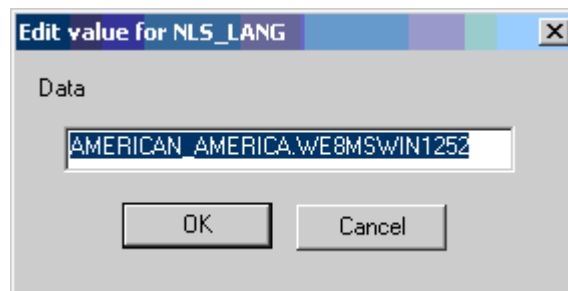 Edit value for NLS_LANG
Data
AMERICAN_AMERICA.WE8MSWIN1252
OK Cancel